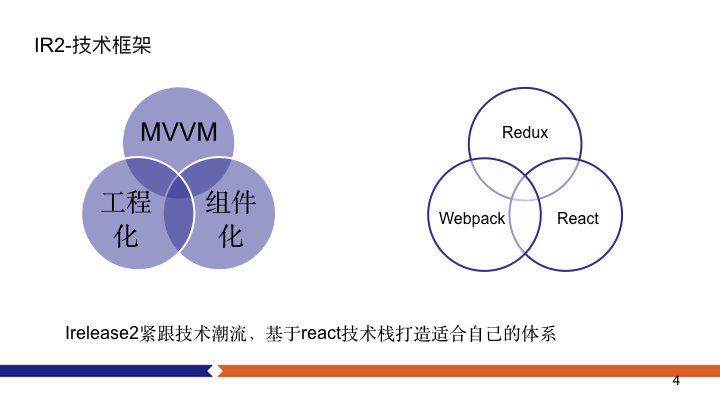 IR2-技术框架
MVVM
工程
化
组件
化
Redux
Webpack
React
Irelease2紧跟技术潮流，基于react技术栈打造适合自己的体系
4